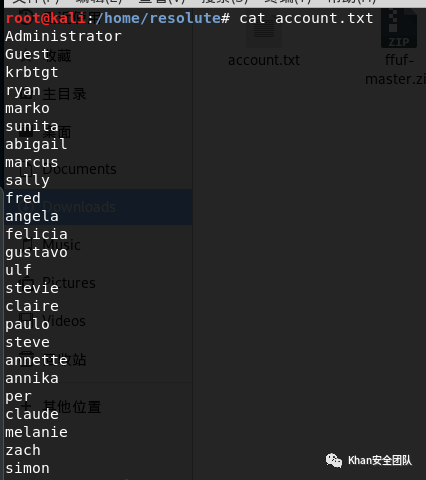 root@kali:/home/resolute# cat account.txt
Administrator
Guest
krbtgt
ryan
marko
sunita
abigail
marcus
sally
fred
angela
felicia
gustavo
ulf
stevie
claire
paulo
steve
annette
annika
per
claude
melanie
zach
simon
收藏
主目录
桌面
Documents
Downloads
Music
Pictures
Videos
其他位置
account.txt
ZIP
ffuf-
master.zi
Khan安全团队